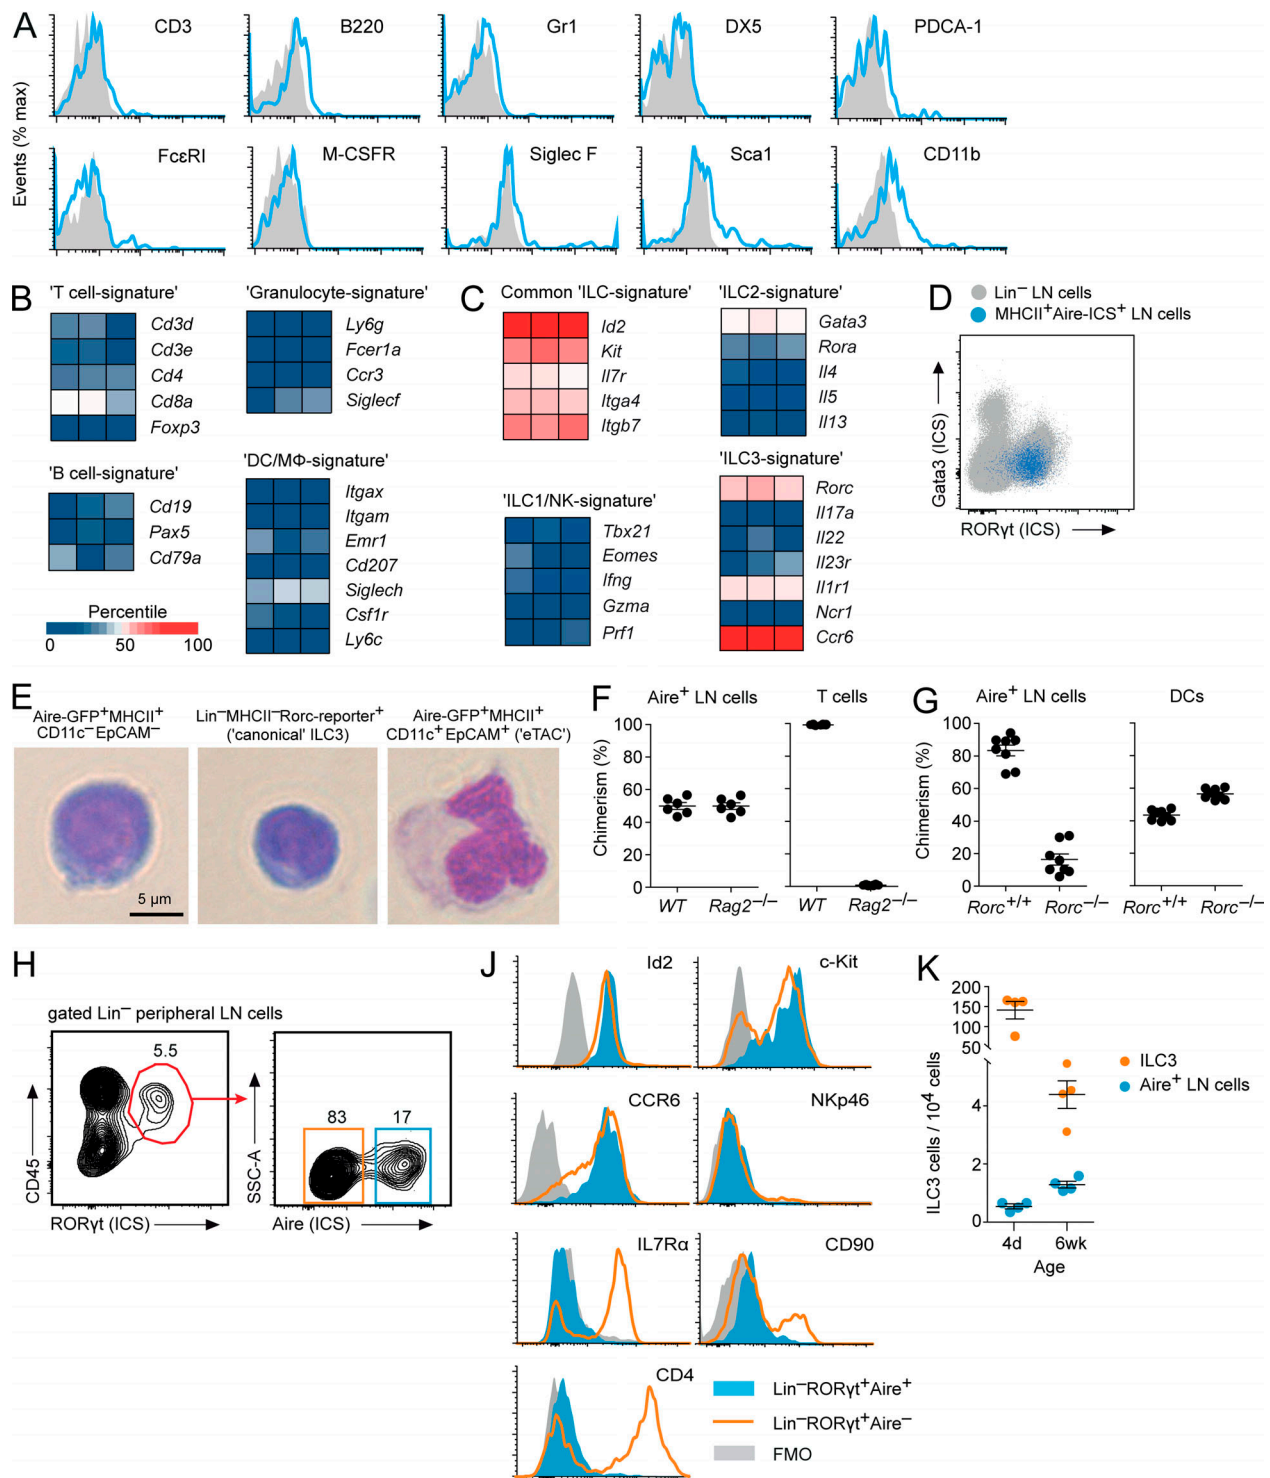 A
CD3
B220
Gr1
DX5
PDCA-1
Events (% max)
FcεRI
M-CSFR
Siglec F
Sca1
CD11b
B
'T cell-signature'
Cd3d
Cd3e
Cd4
Cd8a
Foxp3
'B cell-signature'
Cd19
Pax5
Cd79a
Percentile
0 50 100
'Granulocyte-signature'
Ly6g
Fcer1a
Ccr3
Siglecf
'DC/MΦ-signature'
Itgax
Itgam
Emr1
Cd207
Siglech
Csf1r
Ly6c
C
Common 'ILC-signature'
Id2
Kit
Il7r
Itga4
Itgb7
'ILC1/NK-signature'
Tbx21
Eomes
Ifng
Gzma
Prf1
'ILC2-signature'
Gata3
Rora
Il4
Il5
Il13
'ILC3-signature'
Rorc
Il17a
Il22
Il23r
Il1r1
Ncr1
Ccr6
D
Lin⁻ LN cells
MHCII⁺Aire-ICS⁺ LN cells
Gata3 (ICS)
RORγt (ICS)
E
Aire-GFP⁺MHCII⁺
CD11c⁻EpCAM⁻
Lin⁻MHCII⁻Rorc-reporter⁺
('canonical' ILC3)
Aire-GFP⁺MHCII⁺
CD11c⁺EpCAM⁺ ('eTAC')
5 μm
F
Aire⁺ LN cells
T cells
Chimerism (%)
100
80
60
40
20
0
WT Rag2⁻/⁻
WT Rag2⁻/⁻
G
Aire⁺ LN cells
DCs
Chimerism (%)
100
80
60
40
20
0
Rorc⁺/⁺ Rorc⁻/⁻
Rorc⁺/⁺ Rorc⁻/⁻
H
gated Lin⁻ peripheral LN cells
5.5
CD45
RORγt (ICS)
83
17
SSC-A
Aire (ICS)
J
Id2
c-Kit
CCR6
NKp46
IL7Rα
CD90
CD4
Lin⁻RORγt⁺Aire⁺
Lin⁻RORγt⁺Aire⁻
FMO
K
ILC3 cells / 10⁴ cells
200
150
100
50
4
2
0
4d 6wk
Age
ILC3
Aire⁺ LN cells